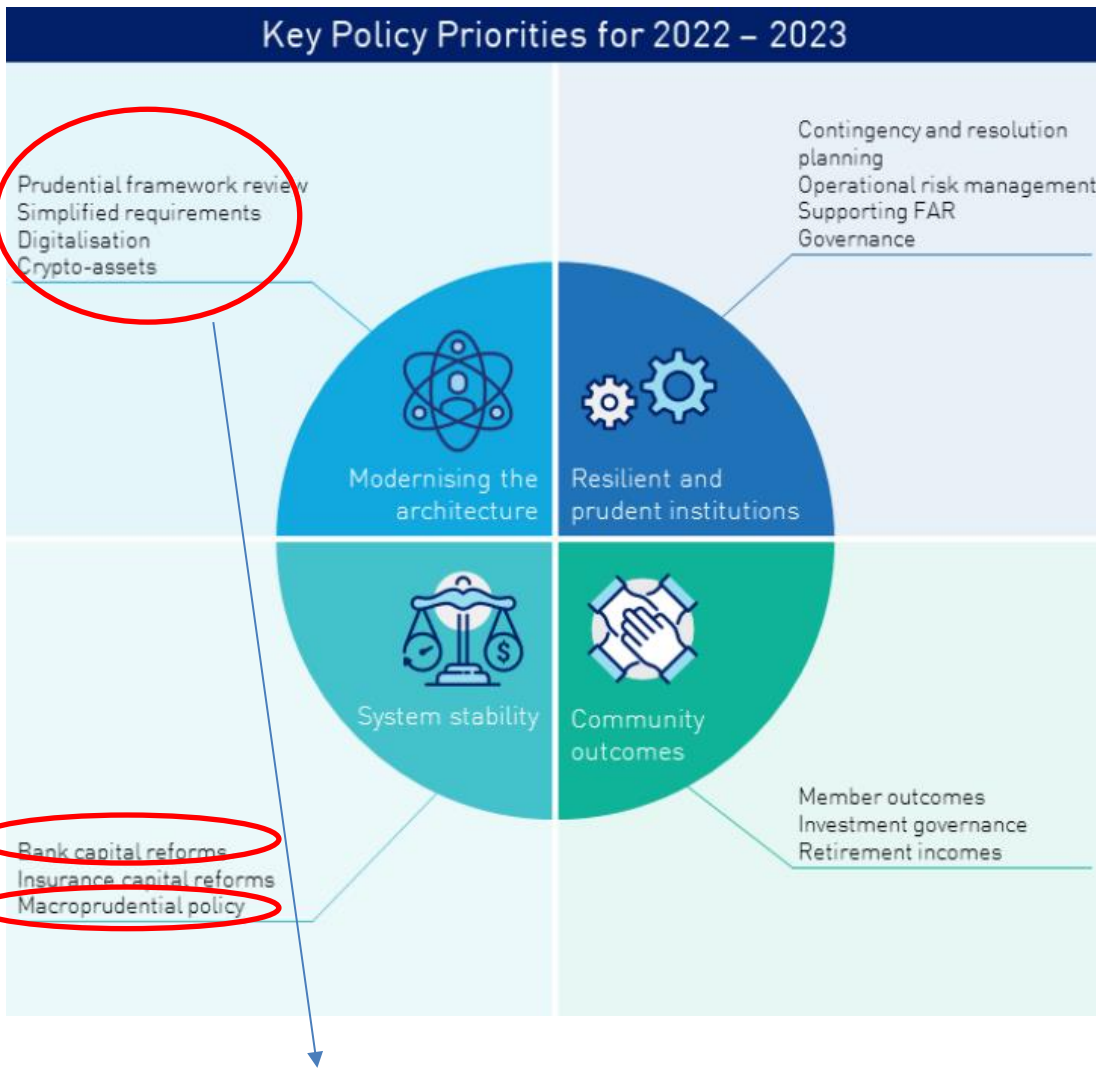 Key Policy Priorities for 2022 – 2023
Prudential framework review
Simplified requirements
Digitalisation
Crypto-assets
Contingency and resolution
planning
Operational risk management
Supporting FAR
Governance
Modernising the
architecture
Resilient and
prudent institutions
System stability
$
Community
outcomes
Bank capital reforms
Insurance capital reforms
Macroprudential policy
Member outcomes
Investment governance
Retirement incomes